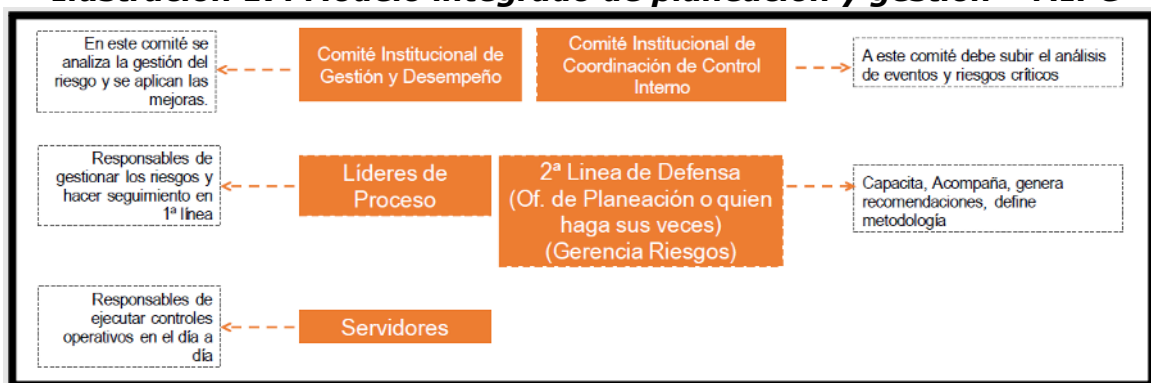 Ilustración 1. Modelo integrado de planeación y gestión - MIPG
En este comité se
analiza la gestión del
riesgo y se aplican las
mejoras.
Comité Institucional de
Gestión y Desempeño
Comité Institucional de
Coordinación de Control
Interno
A este comité debe subir el análisis
de eventos y riesgos críticos
Responsables de
gestionar los riesgos y
hacer seguimiento en
1ª línea
Líderes de
Proceso
2ª Linea de Defensa
(Of. de Planeación o quien
haga sus veces)
(Gerencia Riesgos)
Capacita, Acompaña, genera
recomendaciones, define
metodología
Responsables de
ejecutar controles
operativos en el día a
día
Servidores